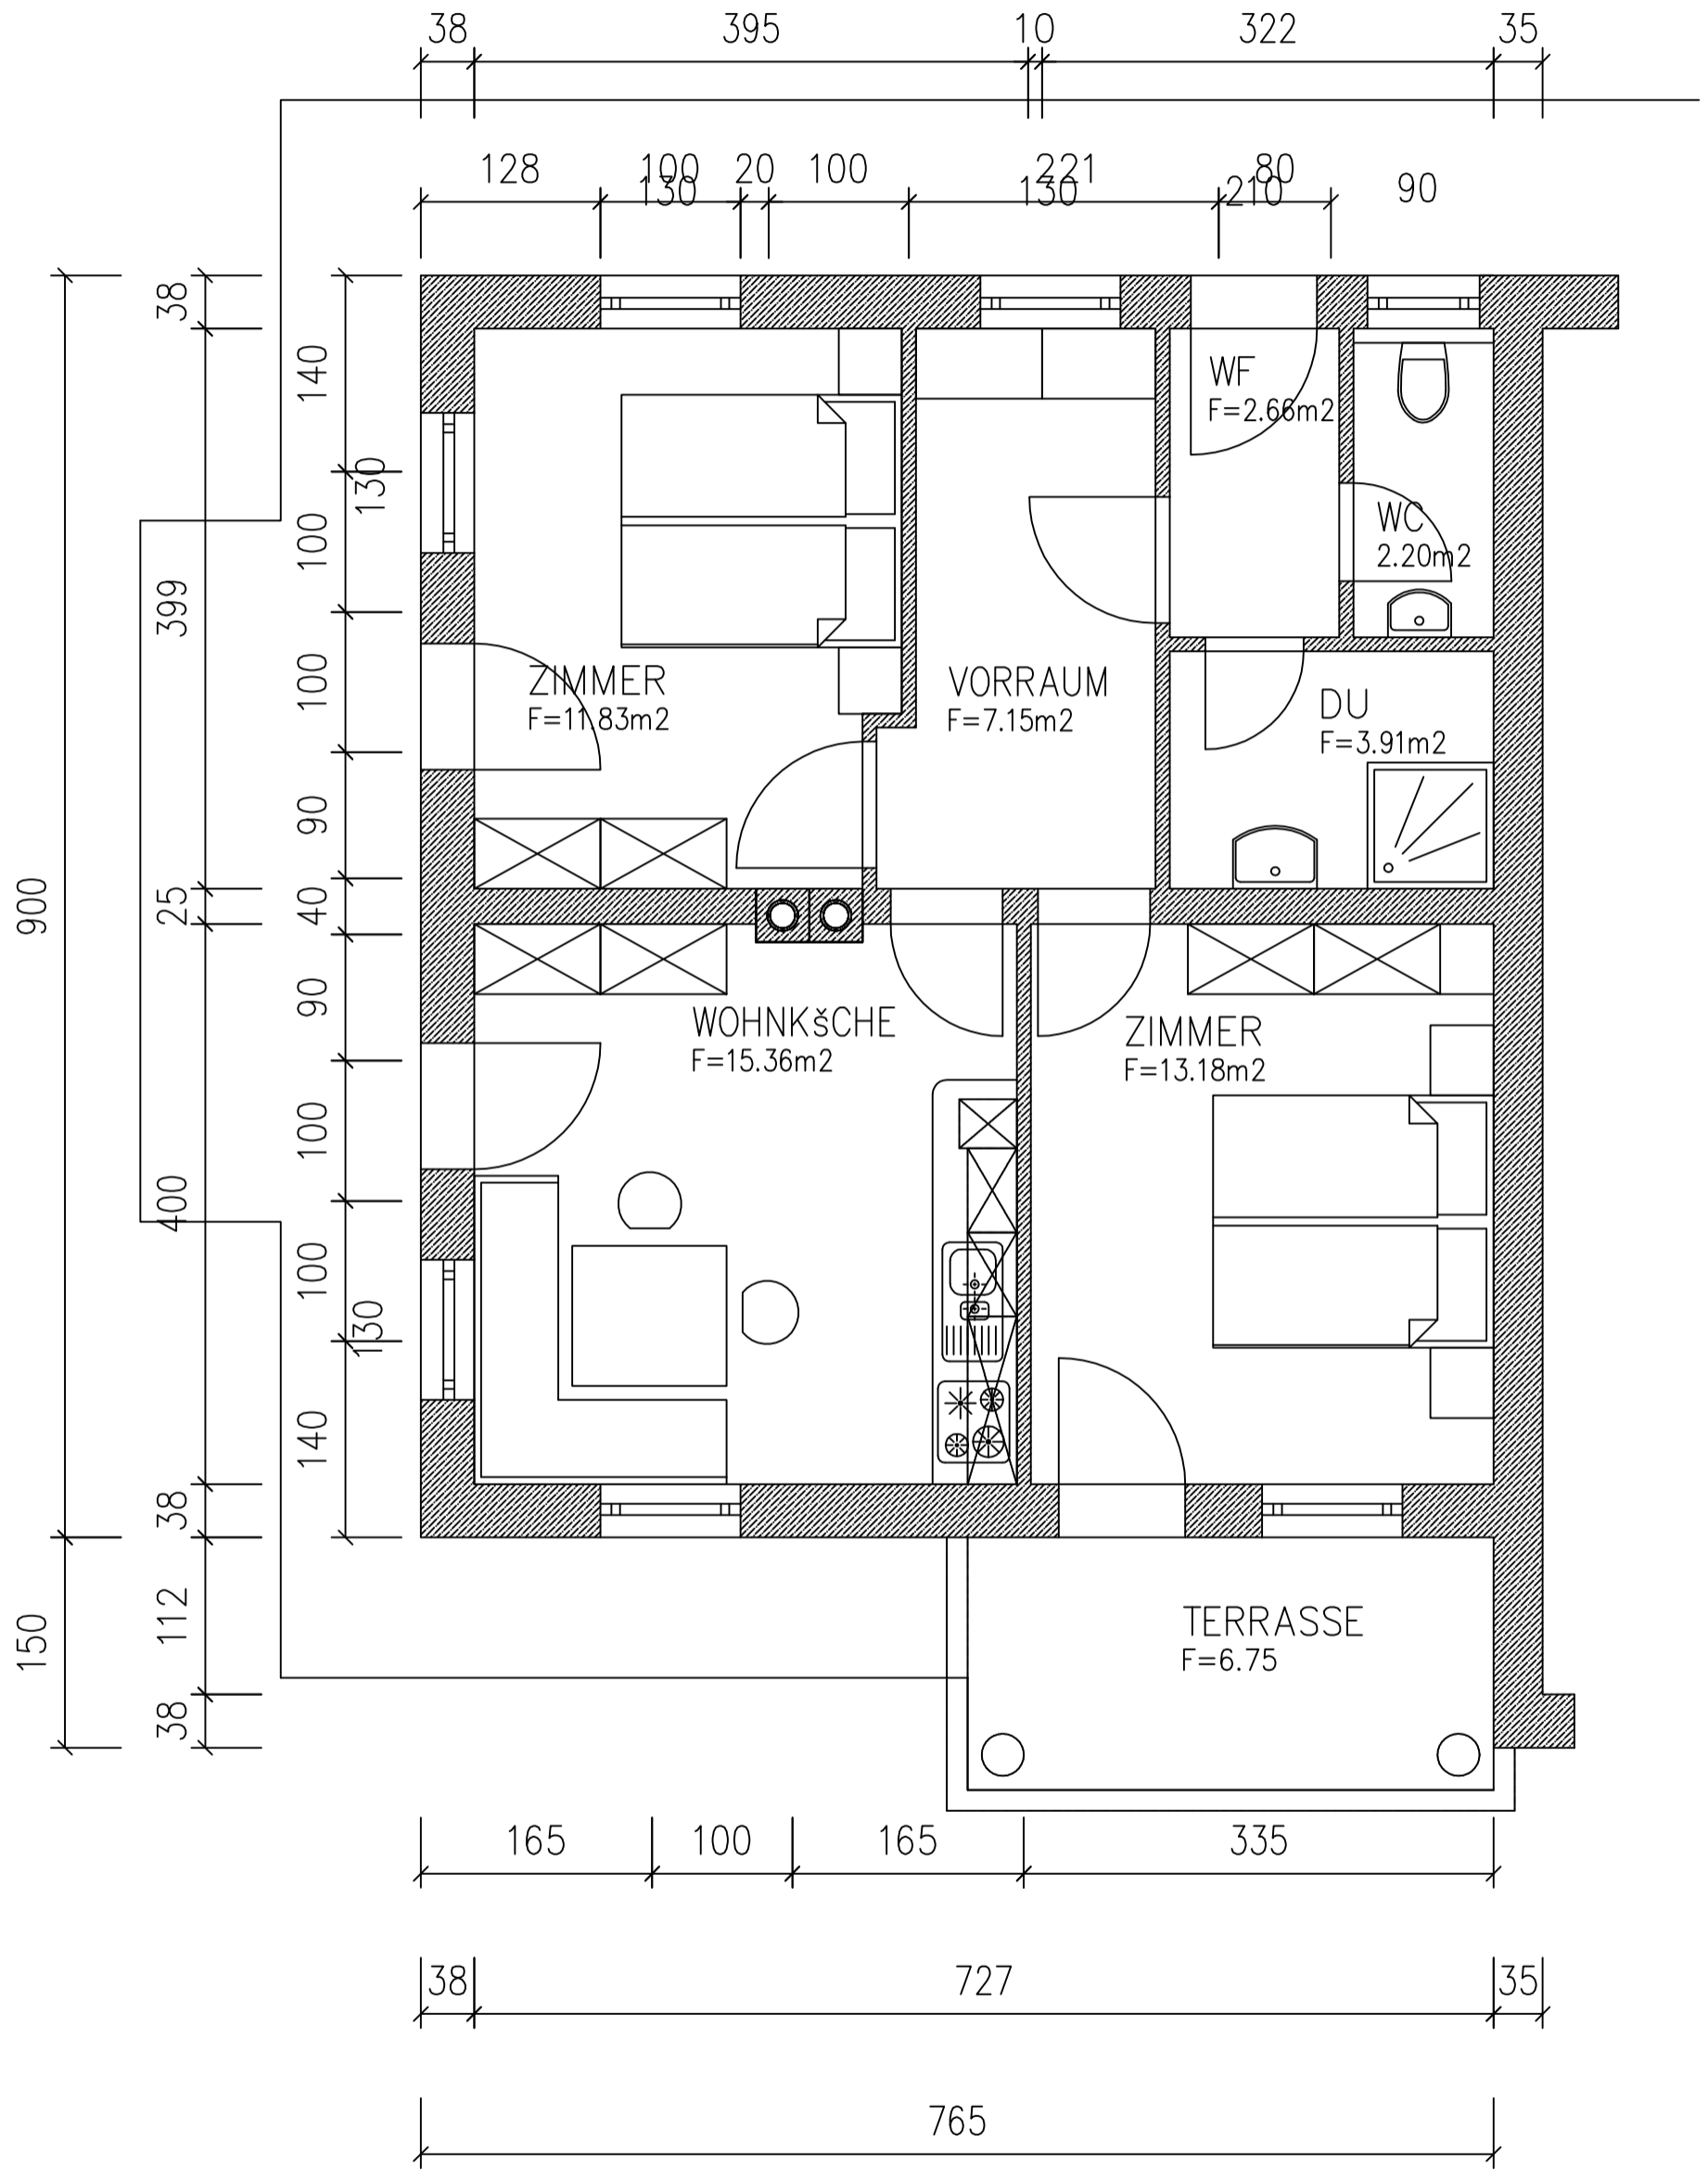 38 395 10 322 35
128 100 20 100 221 80 90
130 130 210
38
140
130
100
399
100
90
25
40
900
90
100
400
100
130
140
38
112
150
38
WF
F=2.66m2
WC
2.20m2
ZIMMER
F=11.83m2
VORRAUM
F=7.15m2
DU
F=3.91m2
WOHNKšCHE
F=15.36m2
ZIMMER
F=13.18m2
TERRASSE
F=6.75
165 100 165 335
38 727 35
765